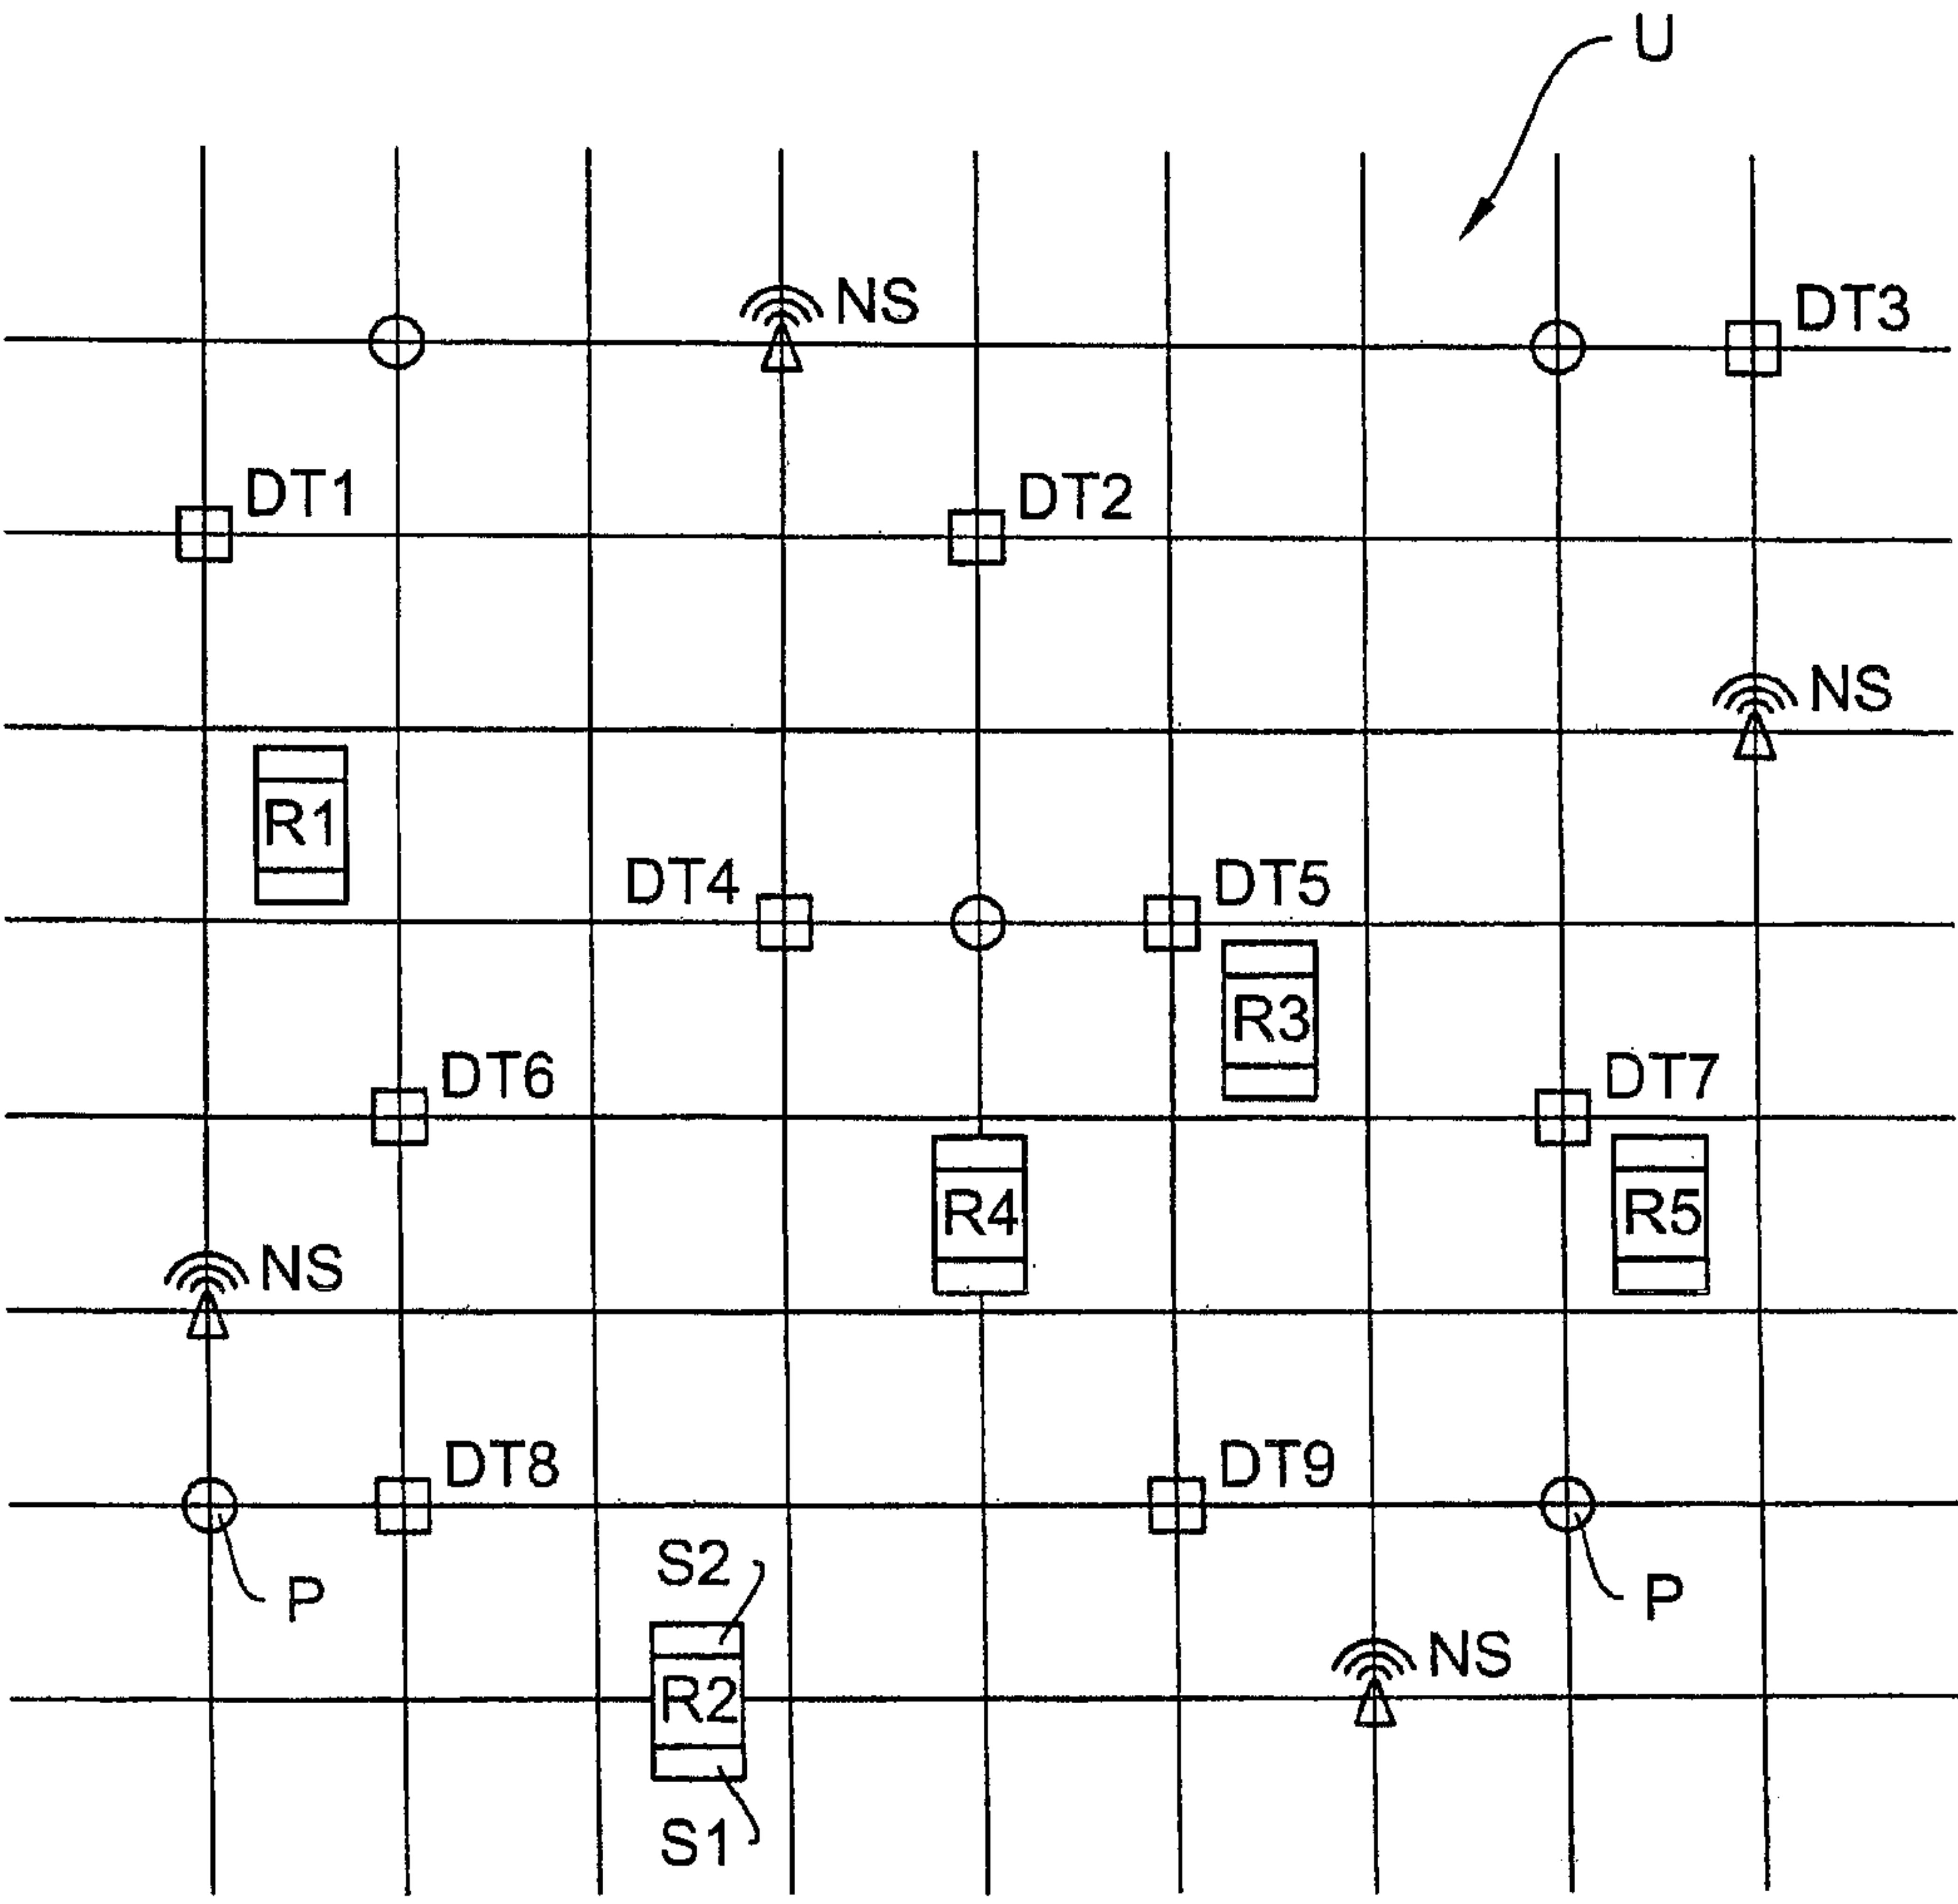 U
NS
DT3
DT1
DT2
NS
R1
DT4
DT5
R3
DT6
DT7
R4
R5
NS
DT8
DT9
S2
P
P
NS
R2
S1